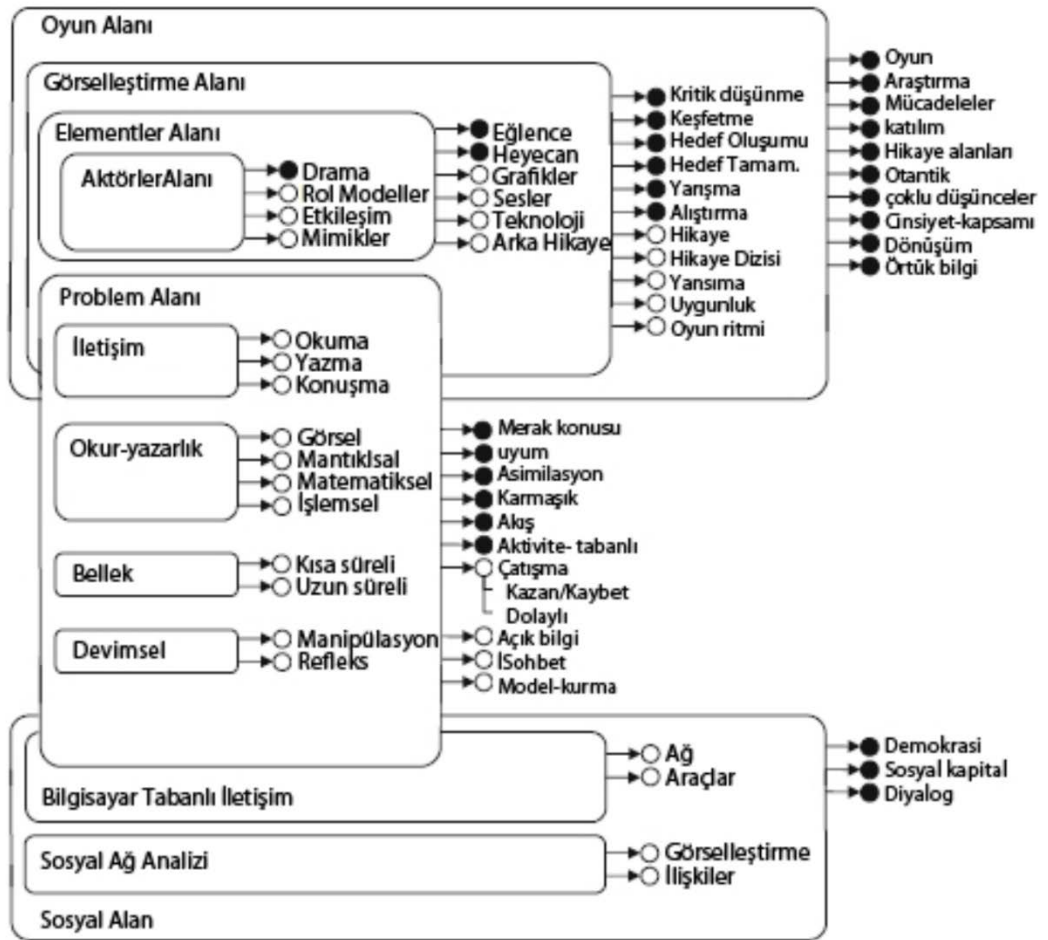 Oyun Alanı
Görselleştirme Alanı
Elementler Alanı
AktörlerAlanı
Drama
Rol Modeller
Etkileşim
Mimikler
Eğlence
Heyecan
Grafikler
Sesler
Teknoloji
Arka Hikaye
Kritik düşünme
Keşfetme
Hedef Oluşumu
Hedef Tamam.
Yarışma
Alıştırma
Hikaye
Hikaye Dizisi
Yansıma
Uygunluk
Oyun ritmi
Oyun
Araştırma
Mücadeleler
katılım
Hikaye alanları
Otantik
çoklu düşünceler
Cinsiyet-kapsamı
Dönüşüm
Örtük bilgi
Problem Alanı
İletişim
Okuma
Yazma
Konuşma
Okur-yazarlık
Görsel
Mantıklsal
Matematiksel
İşlemsel
Bellek
Kısa süreli
Uzun süreli
Devimsel
Manipülasyon
Refleks
Merak konusu
uyum
Asimilasyon
Karmaşık
Akış
Aktivite- tabanlı
Çatışma
Kazan/Kaybet
Dolaylı
Açık bilgi
İSohbet
Model-kurma
Bilgisayar Tabanlı İletişim
Ağ
Araçlar
Sosyal Ağ Analizi
Görselleştirme
İlişkiler
Sosyal Alan
Demokrasi
Sosyal kapital
Diyalog